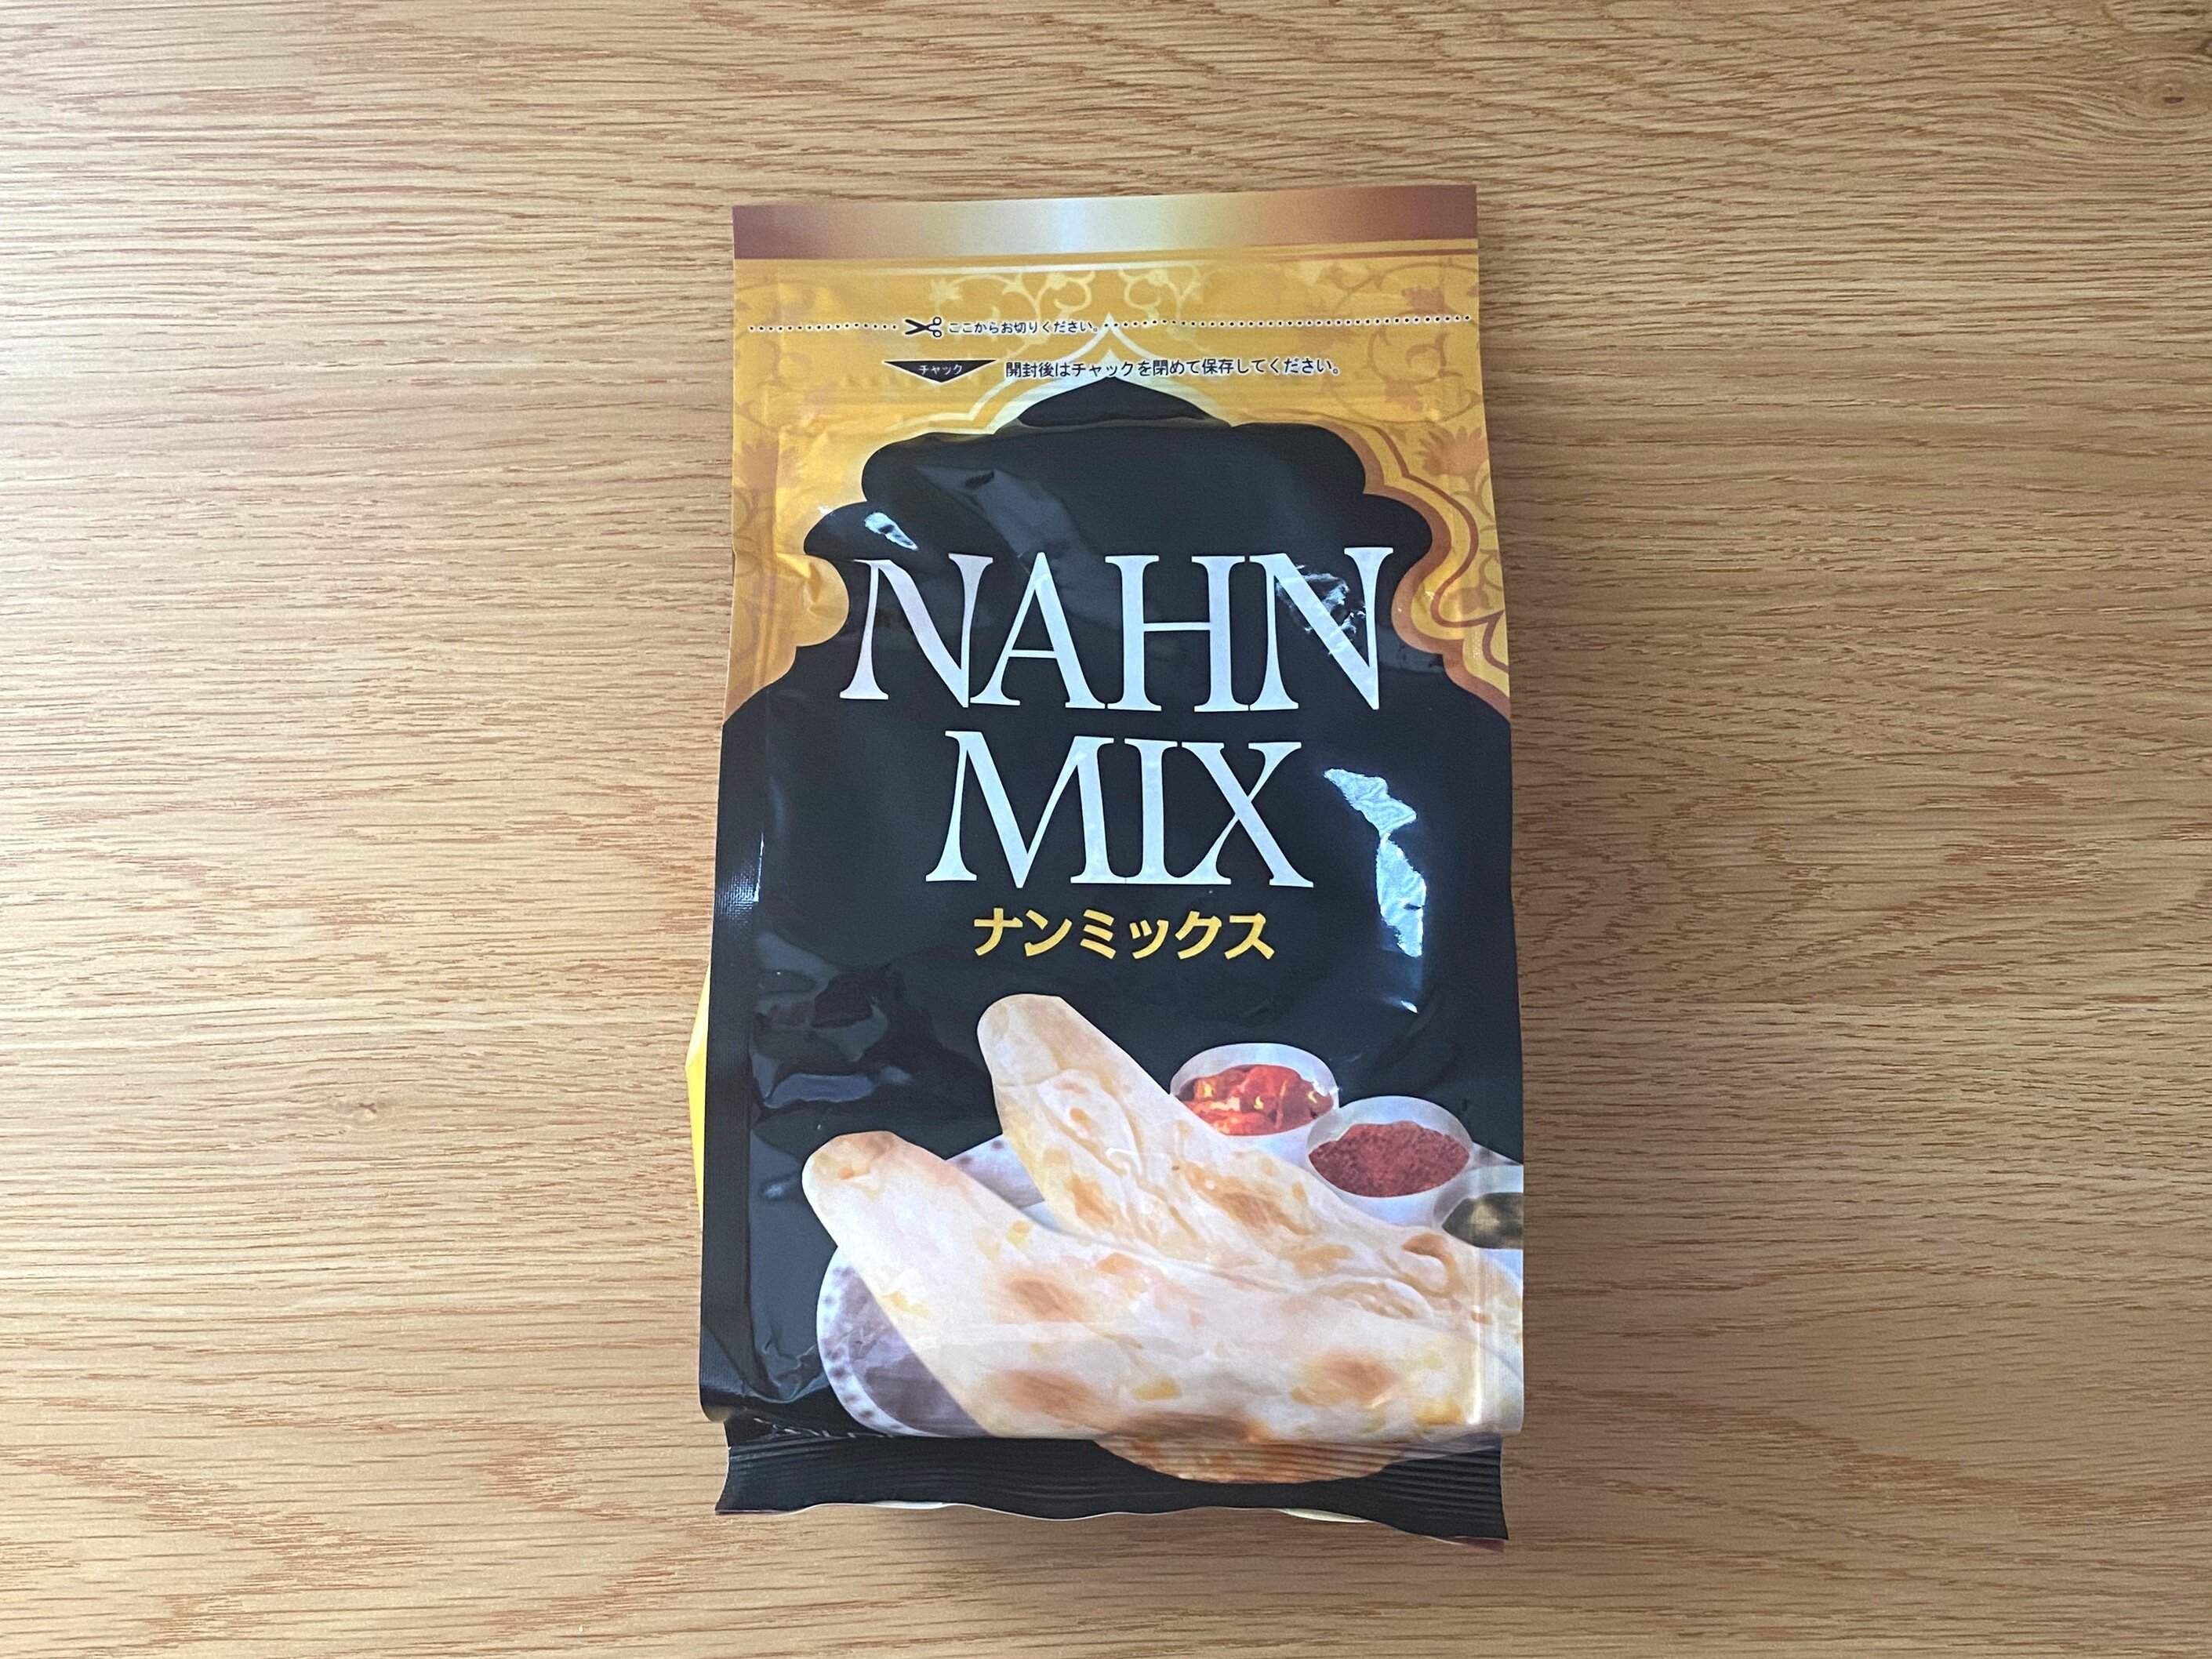 ここからお切りください。
チャック 開封後はチャックを閉めて保存してください。
NAHN
MIX
ナンミックス